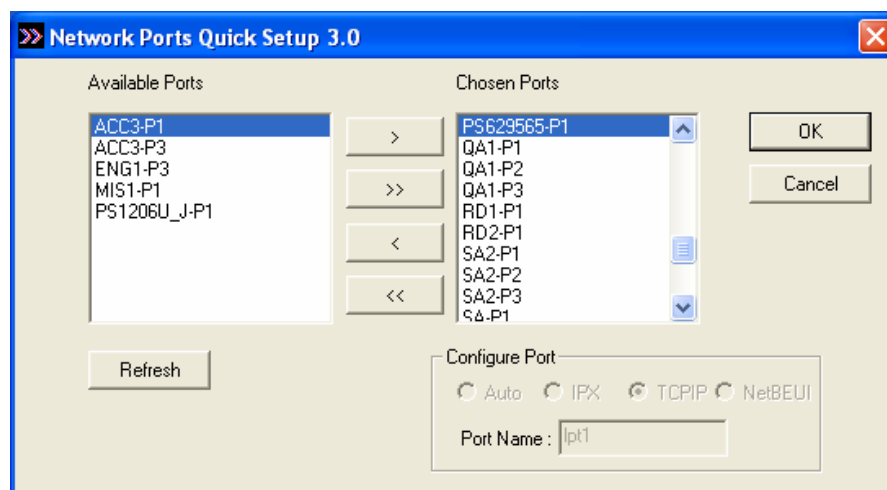 Network Ports Quick Setup 3.0
Available Ports
ACC3-P1
ACC3-P3
ENG1-P3
MIS1-P1
PS1206U_J-P1
>
>>
<
<<
Chosen Ports
PS629565-P1
QA1-P1
QA1-P2
QA1-P3
RD1-P1
RD2-P1
SA2-P1
SA2-P2
SA2-P3
SA-P1
OK
Cancel
Refresh
Configure Port
Auto IPX TCPIP NetBEUI
Port Name : lpt1